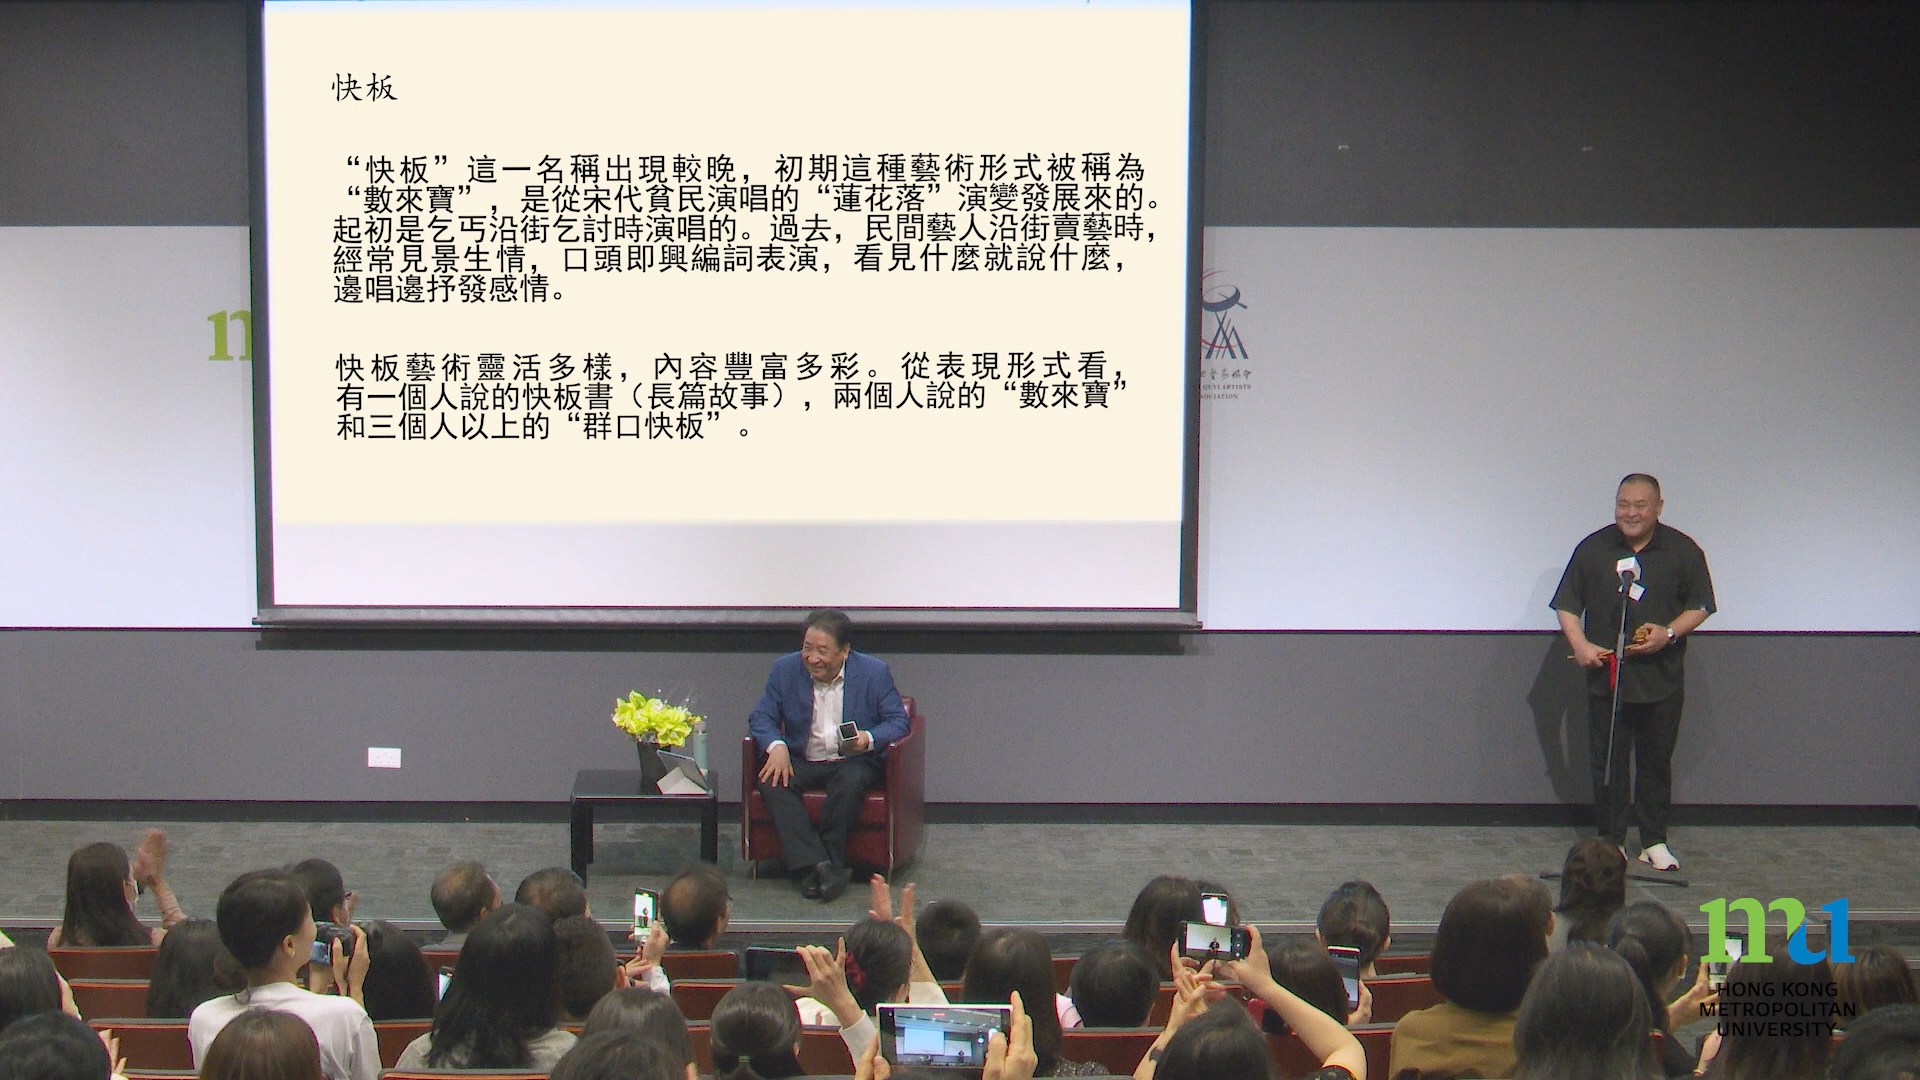 快板
“快板”這一名稱出現較晚，初期這種藝術形式被稱為
“數來寶”，是從宋代貧民演唱的“蓮花落”演變發展來的。
起初是乞丐沿街乞討時演唱的。過去，民間藝人沿街賣藝時，
經常見景生情，口頭即興編詞表演，看見什麼就說什麼，
邊唱邊抒發感情。
快板藝術靈活多樣，內容豐富多彩。從表現形式看，
有一個人說的快板書（長篇故事），兩個人說的“數來寶”
和三個人以上的“群口快板”。
QUYI ARTISTS
mu
HONG KONG
METROPOLITAN
UNIVERSITY